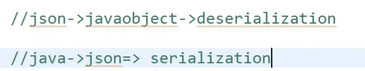 //json->javaobject->deserialization
//java->json=> serialization